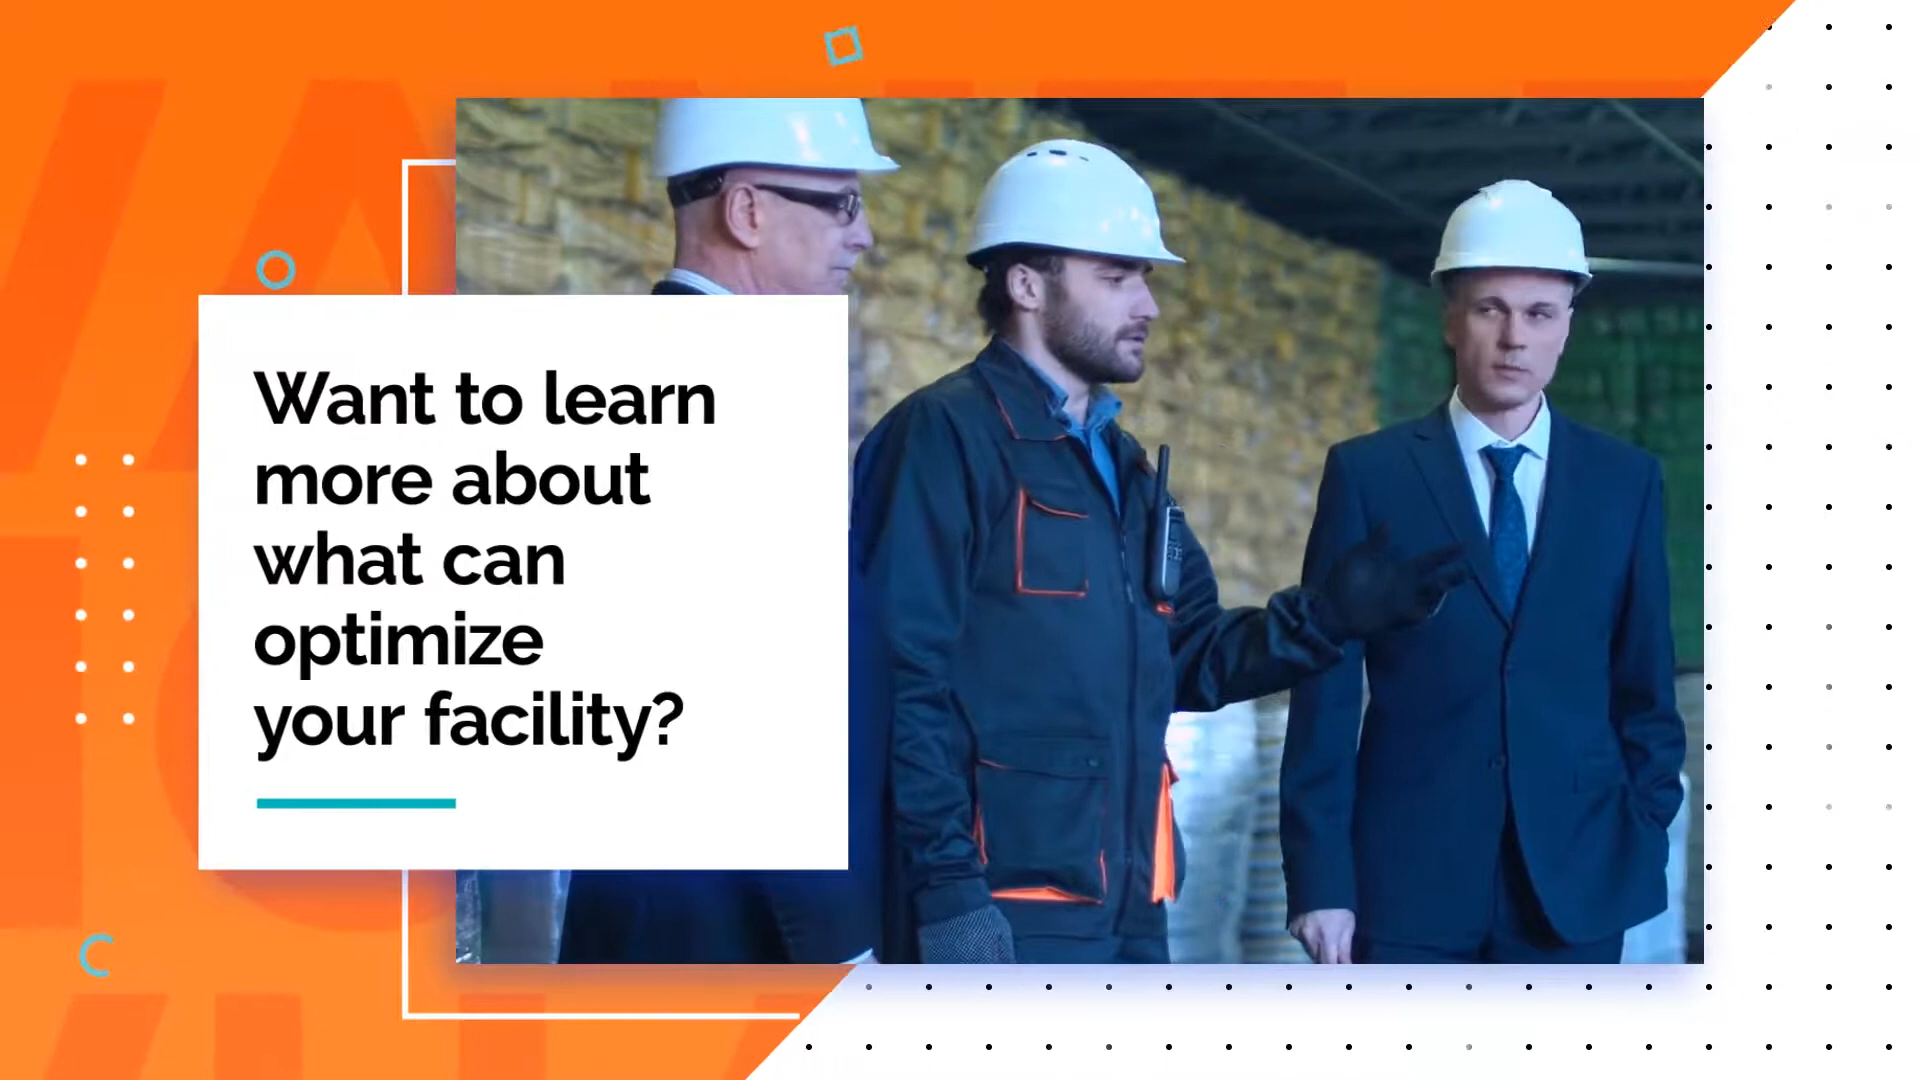 Want to learn
more about
what can
optimize
your facility?